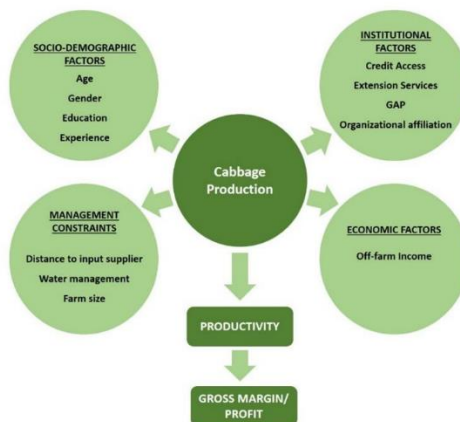 SOCIO-DEMOGRAPHIC
FACTORS
Age
Gender
Education
Experience
INSTITUTIONAL
FACTORS
Credit Access
Extension Services
GAP
Organizational affiliation
Cabbage
Production
MANAGEMENT
CONSTRAINTS
Distance to input supplier
Water management
Farm size
ECONOMIC FACTORS
Off-farm Income
PRODUCTIVITY
GROSS MARGIN/
PROFIT